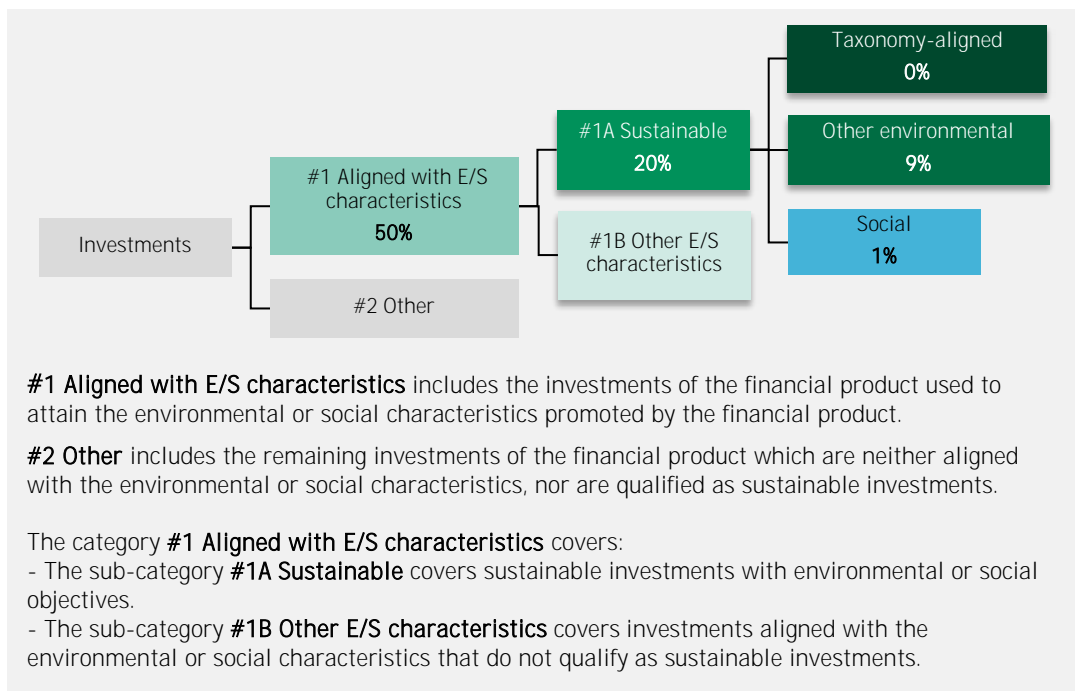 Investments
#1 Aligned with E/S
characteristics
50%
#2 Other
#1A Sustainable
20%
#1B Other E/S
characteristics
Taxonomy-aligned
0%
Other environmental
9%
Social
1%
#1 Aligned with E/S characteristics includes the investments of the financial product used to
attain the environmental or social characteristics promoted by the financial product.
#2 Other includes the remaining investments of the financial product which are neither aligned
with the environmental or social characteristics, nor are qualified as sustainable investments.
The category #1 Aligned with E/S characteristics covers:
- The sub-category #1A Sustainable covers sustainable investments with environmental or social
objectives.
- The sub-category #1B Other E/S characteristics covers investments aligned with the
environmental or social characteristics that do not qualify as sustainable investments.